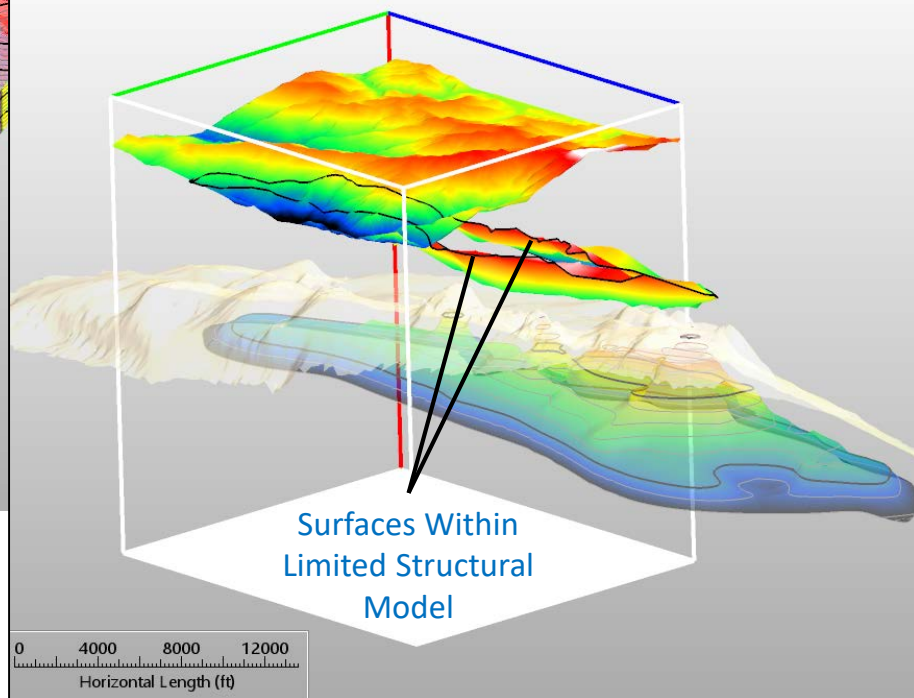 Surfaces Within
Limited Structural
Model
0 4000 8000 12000
Horizontal Length (ft)